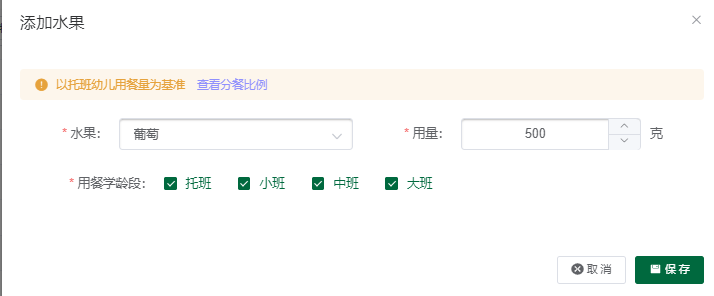 添加水果
以托班幼儿用餐量为基准 查看分餐比例
* 水果: 葡萄 * 用量: 500 克
* 用餐学龄段: 托班 小班 中班 大班
取消 保存